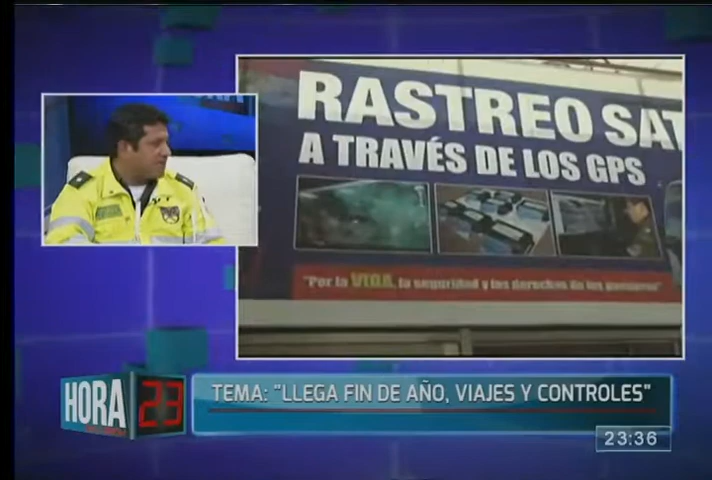 RASTREO SAT
A TRAVÉS DE LOS GPS
"Por la VIDA, la seguridad y los derechos de los pasajeros"
HORA 23
TEMA: "LLEGA FIN DE AÑO, VIAJES Y CONTROLES"
23:36